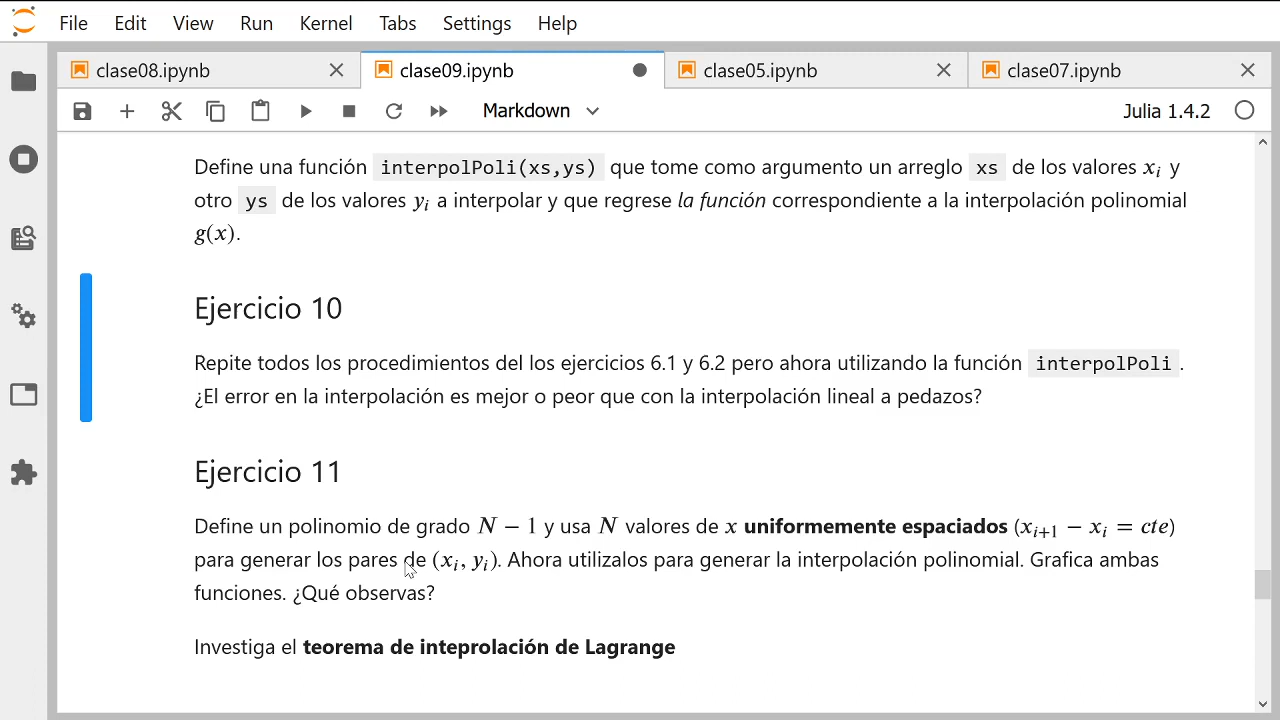 File Edit View Run Kernel Tabs Settings Help
clase08.ipynb clase09.ipynb clase05.ipynb clase07.ipynb
Markdown Julia 1.4.2
Define una función interpolPoli(xs,ys) que tome como argumento un arreglo xs de los valores xᵢ y
otro ys de los valores yᵢ a interpolar y que regrese la función correspondiente a la interpolación polinomial
g(x).
Ejercicio 10
Repite todos los procedimientos del los ejercicios 6.1 y 6.2 pero ahora utilizando la función interpolPoli.
¿El error en la interpolación es mejor o peor que con la interpolación lineal a pedazos?
Ejercicio 11
Define un polinomio de grado N − 1 y usa N valores de x uniformemente espaciados (xᵢ₊₁ − xᵢ = cte)
para generar los pares de (xᵢ, yᵢ). Ahora utilizalos para generar la interpolación polinomial. Grafica ambas
funciones. ¿Qué observas?
Investiga el teorema de inteprolación de Lagrange